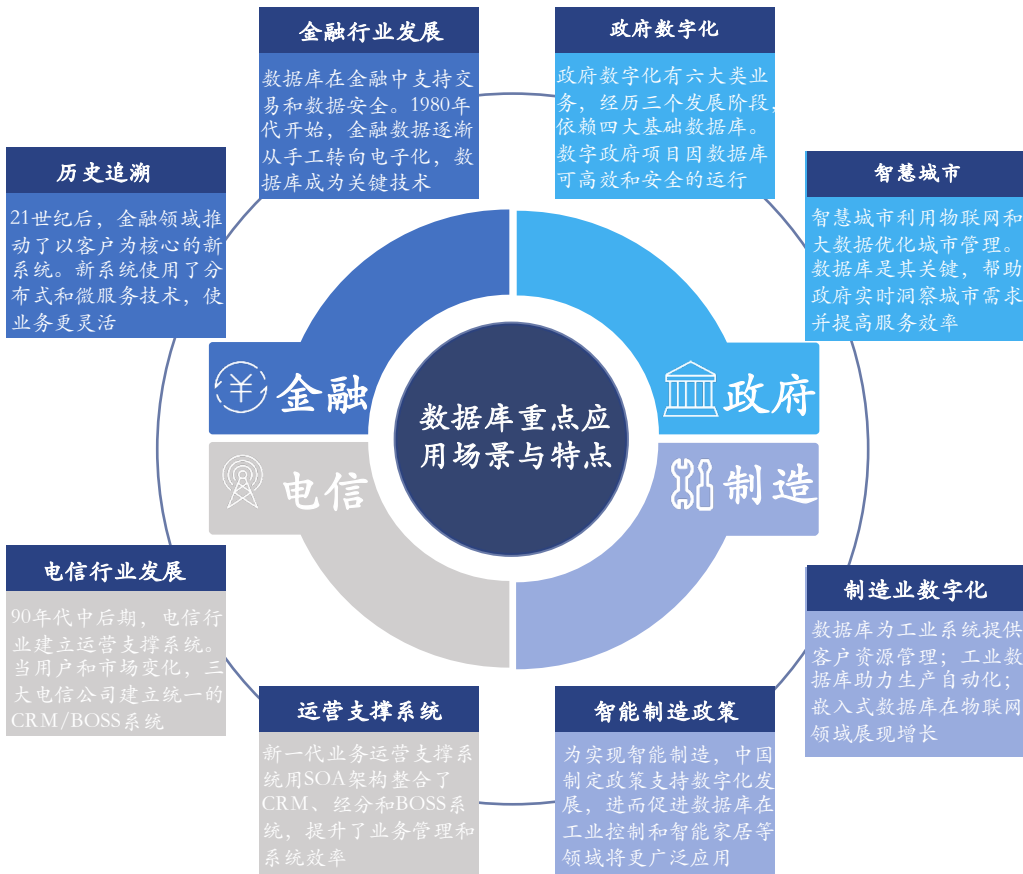 金融行业发展
数据库在金融中支持交
易和数据安全。1980年
代开始，金融数据逐渐
从手工转向电子化，数
据库成为关键技术
政府数字化
政府数字化有六大类业
务，经历三个发展阶段，
依赖四大基础数据库。
数字政府项目因数据库
可高效和安全的运行
历史追溯
21世纪后，金融领域推
动了以客户为核心的新
系统。新系统使用了分
布式和微服务技术，使
业务更灵活
智慧城市
智慧城市利用物联网和
大数据优化城市管理。
数据库是其关键，帮助
政府实时洞察城市需求
并提高服务效率
金融
政府
数据库重点应
用场景与特点
电信
制造
电信行业发展
90年代中后期，电信行
业建立运营支撑系统。
当用户和市场变化，三
大电信公司建立统一的
CRM/BOSS系统
制造业数字化
数据库为工业系统提供
客户资源管理；工业数
据库助力生产自动化；
嵌入式数据库在物联网
领域展现增长
运营支撑系统
新一代业务运营支撑系
统用SOA架构整合了
CRM、经分和BOSS系
统，提升了业务管理和
系统效率
智能制造政策
为实现智能制造，中国
制定政策支持数字化发
展，进而促进数据库在
工业控制和智能家居等
领域将更广泛应用